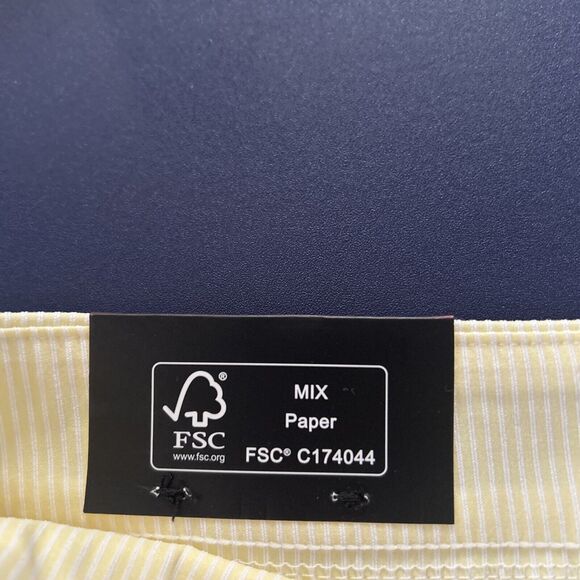 ®
FSC
www.fsc.org
MIX
Paper
FSC® C174044